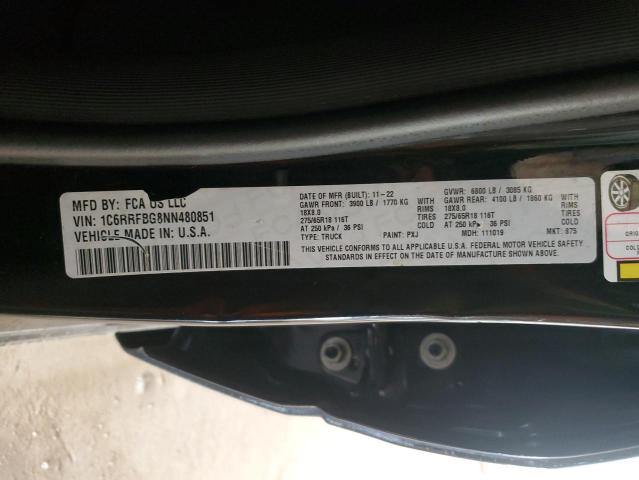 MFD BY: FCA US LLC
VIN: 1C6RRFBG8NN480851
VEHICLE MADE IN: U.S.A.
DATE OF MFR (BUILT): 11-22 GVWR: 6800 LB / 3085 KG
GAWR FRONT: 3900 LB / 1770 KG WITH GAWR REAR: 4100 LB / 1860 KG WITH
18X8.0 RIMS 18X8.0 RIMS
275/65R18 116T TIRES 275/65R18 116T TIRES
AT 250 kPa / 36 PSI COLD AT 250 kPa 36 PSI COLD
TYPE: TRUCK PAINT: PXJ MDH: 111019 MKT: 875
THIS VEHICLE CONFORMS TO ALL APPLICABLE U.S.A. FEDERAL MOTOR VEHICLE SAFETY
STANDARDS IN EFFECT ON THE DATE OF MANUFACTURE SHOWN ABOVE.